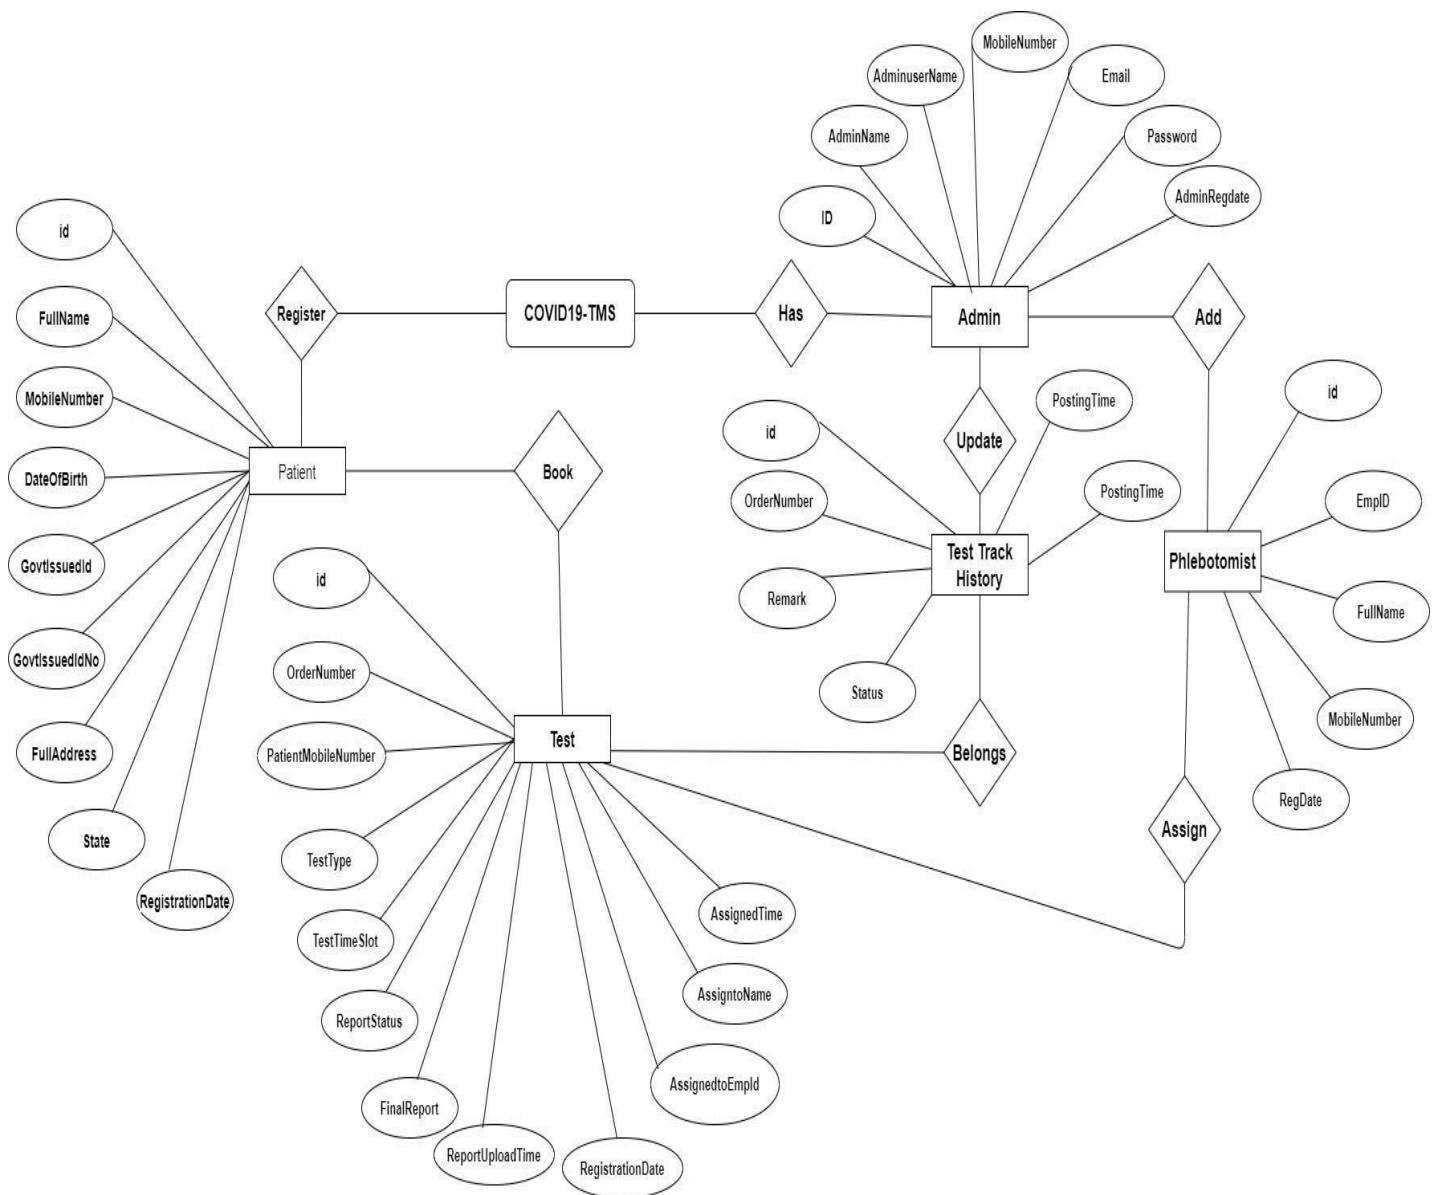 MobileNumber
AdminuserName
Email
AdminName
Password
AdminRegdate
ID
id
Register
COVID19-TMS
Has
Admin
Add
FullName
MobileNumber
PostingTime
id
id
Update
Book
Patient
DateOfBirth
OrderNumber
PostingTime
EmpID
Test Track
History
Phlebotomist
GovtIssuedId
id
Remark
FullName
GovtIssuedIdNo
OrderNumber
Status
MobileNumber
FullAddress
PatientMobileNumber
Test
Belongs
RegDate
State
TestType
Assign
RegistrationDate
AssignedTime
TestTimeSlot
AssigntoName
ReportStatus
AssignedtoEmpId
FinalReport
ReportUploadTime
RegistrationDate